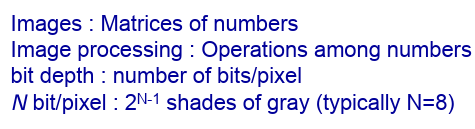 Images : Matrices of numbers
Image processing : Operations among numbers
bit depth : number of bits/pixel
N bit/pixel : 2^N-1 shades of gray (typically N=8)